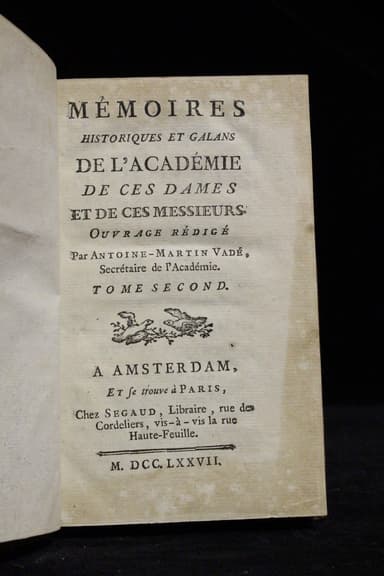 MÉMOIRES
HISTORIQUES ET GALANS
DE L'ACADÉMIE
DE CES DAMES
ET DE CES MESSIEURS.
OUVRAGE RÉDIGÉ
Par ANTOINE-MARTIN VADÉ,
Secrétaire de l'Académie.
TOME SECOND.
A AMSTERDAM,
Et se trouve à PARIS,
Chez SEGAUD, Libraire, rue des
Cordeliers, vis-à-vis la rue
Haute-Feuille.
M. DCC. LXXVII.